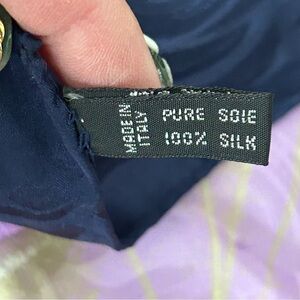 MADE IN
ITALY
PURE SOIE
100% SILK